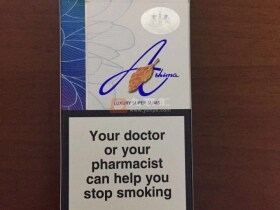 Ashima
LUXURY SUPER SLIMS
Your doctor
or your
pharmacist
can help you
stop smoking